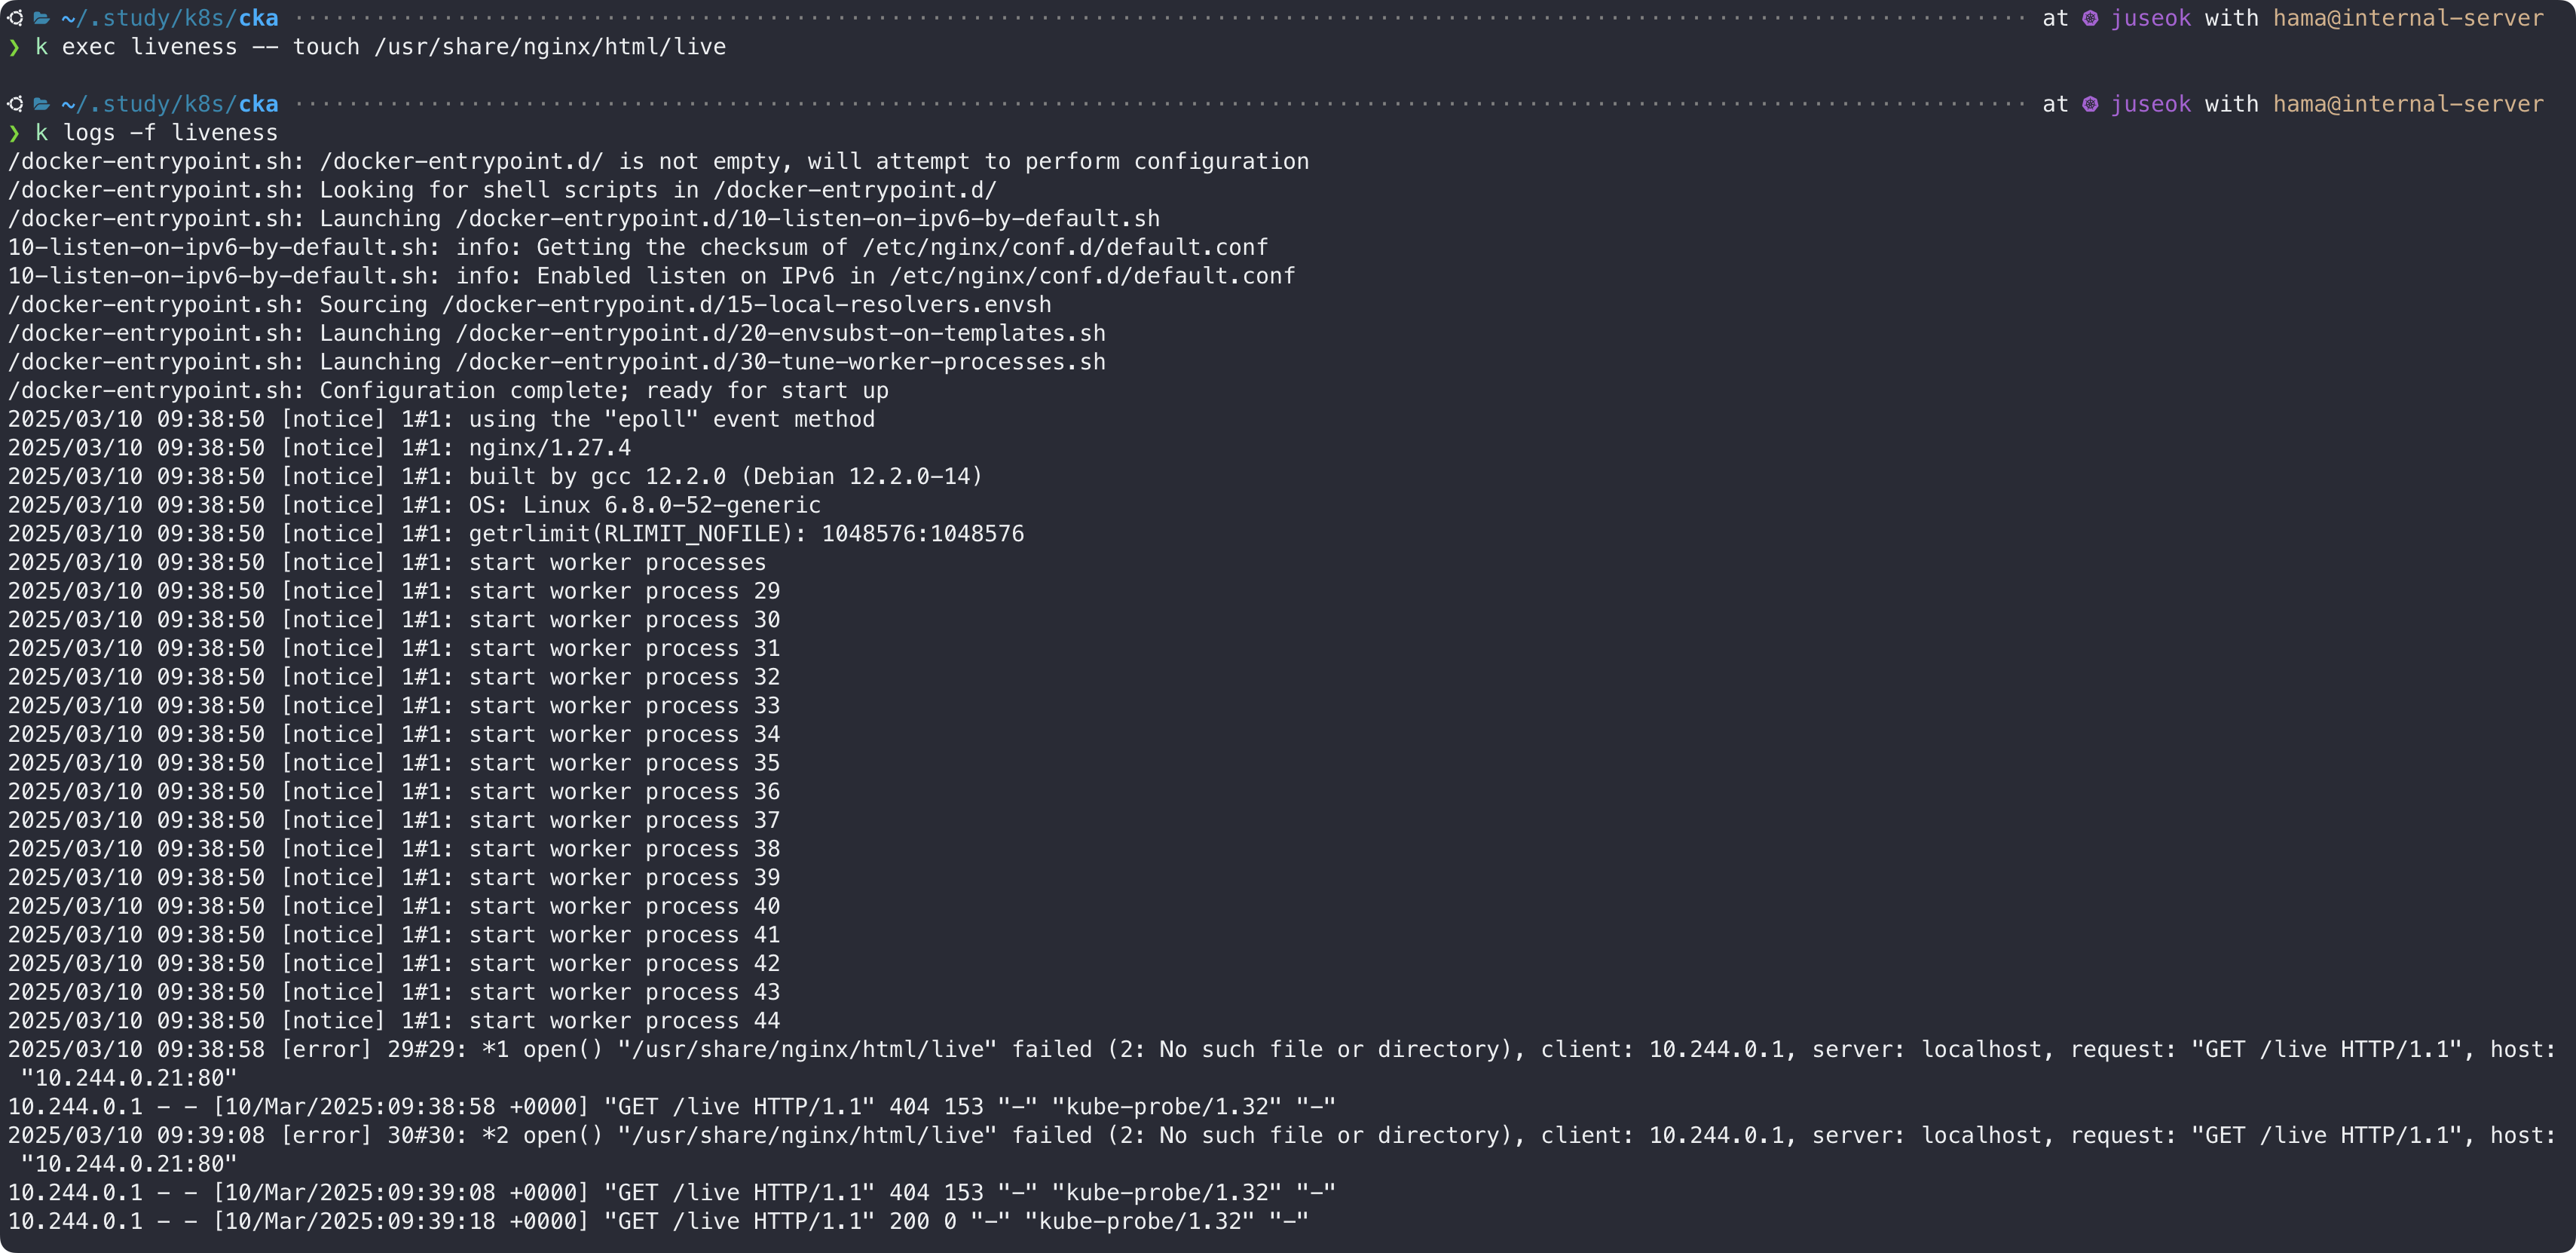 ~/.study/k8s/cka at juseok with hama@internal-server
❯ k exec liveness -- touch /usr/share/nginx/html/live
~/.study/k8s/cka at juseok with hama@internal-server
❯ k logs -f liveness
/docker-entrypoint.sh: /docker-entrypoint.d/ is not empty, will attempt to perform configuration
/docker-entrypoint.sh: Looking for shell scripts in /docker-entrypoint.d/
/docker-entrypoint.sh: Launching /docker-entrypoint.d/10-listen-on-ipv6-by-default.sh
10-listen-on-ipv6-by-default.sh: info: Getting the checksum of /etc/nginx/conf.d/default.conf
10-listen-on-ipv6-by-default.sh: info: Enabled listen on IPv6 in /etc/nginx/conf.d/default.conf
/docker-entrypoint.sh: Sourcing /docker-entrypoint.d/15-local-resolvers.envsh
/docker-entrypoint.sh: Launching /docker-entrypoint.d/20-envsubst-on-templates.sh
/docker-entrypoint.sh: Launching /docker-entrypoint.d/30-tune-worker-processes.sh
/docker-entrypoint.sh: Configuration complete; ready for start up
2025/03/10 09:38:50 [notice] 1#1: using the "epoll" event method
2025/03/10 09:38:50 [notice] 1#1: nginx/1.27.4
2025/03/10 09:38:50 [notice] 1#1: built by gcc 12.2.0 (Debian 12.2.0-14)
2025/03/10 09:38:50 [notice] 1#1: OS: Linux 6.8.0-52-generic
2025/03/10 09:38:50 [notice] 1#1: getrlimit(RLIMIT_NOFILE): 1048576:1048576
2025/03/10 09:38:50 [notice] 1#1: start worker processes
2025/03/10 09:38:50 [notice] 1#1: start worker process 29
2025/03/10 09:38:50 [notice] 1#1: start worker process 30
2025/03/10 09:38:50 [notice] 1#1: start worker process 31
2025/03/10 09:38:50 [notice] 1#1: start worker process 32
2025/03/10 09:38:50 [notice] 1#1: start worker process 33
2025/03/10 09:38:50 [notice] 1#1: start worker process 34
2025/03/10 09:38:50 [notice] 1#1: start worker process 35
2025/03/10 09:38:50 [notice] 1#1: start worker process 36
2025/03/10 09:38:50 [notice] 1#1: start worker process 37
2025/03/10 09:38:50 [notice] 1#1: start worker process 38
2025/03/10 09:38:50 [notice] 1#1: start worker process 39
2025/03/10 09:38:50 [notice] 1#1: start worker process 40
2025/03/10 09:38:50 [notice] 1#1: start worker process 41
2025/03/10 09:38:50 [notice] 1#1: start worker process 42
2025/03/10 09:38:50 [notice] 1#1: start worker process 43
2025/03/10 09:38:50 [notice] 1#1: start worker process 44
2025/03/10 09:38:58 [error] 29#29: *1 open() "/usr/share/nginx/html/live" failed (2: No such file or directory), client: 10.244.0.1, server: localhost, request: "GET /live HTTP/1.1", host:
"10.244.0.21:80"
10.244.0.1 - - [10/Mar/2025:09:38:58 +0000] "GET /live HTTP/1.1" 404 153 "-" "kube-probe/1.32" "-"
2025/03/10 09:39:08 [error] 30#30: *2 open() "/usr/share/nginx/html/live" failed (2: No such file or directory), client: 10.244.0.1, server: localhost, request: "GET /live HTTP/1.1", host:
"10.244.0.21:80"
10.244.0.1 - - [10/Mar/2025:09:39:08 +0000] "GET /live HTTP/1.1" 404 153 "-" "kube-probe/1.32" "-"
10.244.0.1 - - [10/Mar/2025:09:39:18 +0000] "GET /live HTTP/1.1" 200 0 "-" "kube-probe/1.32" "-"